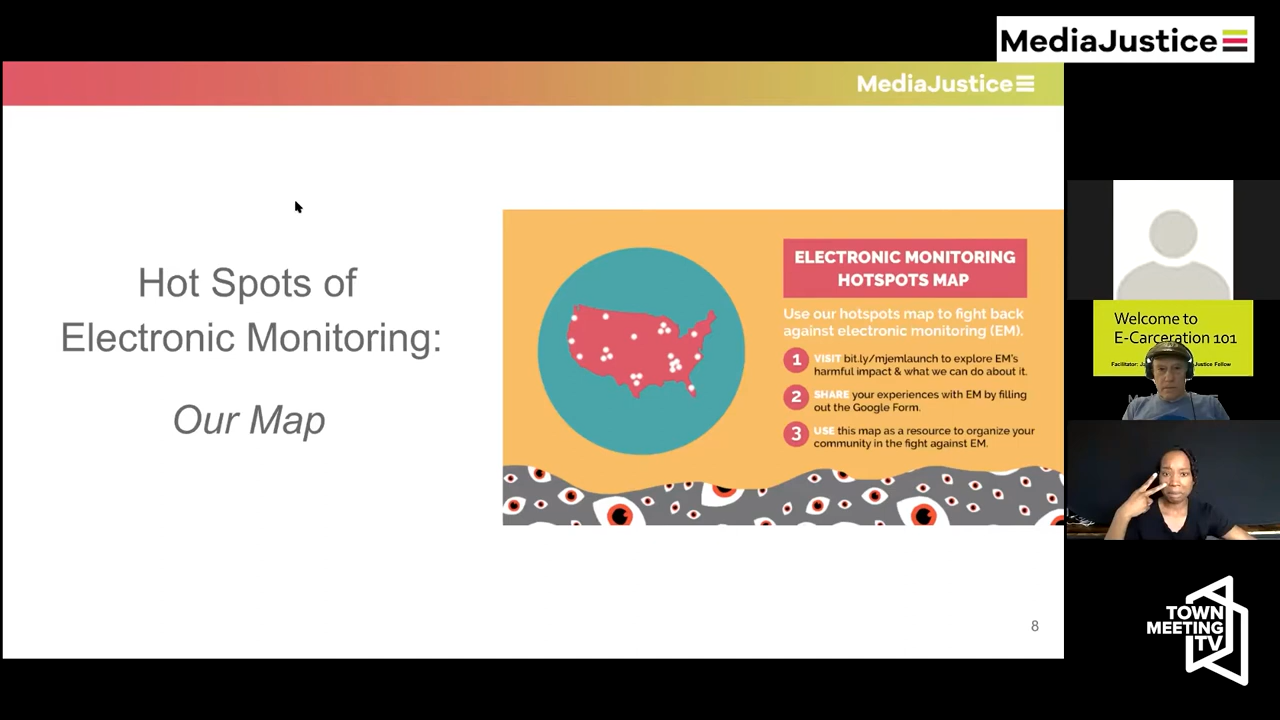 MediaJustice
MediaJustice
Hot Spots of
Electronic Monitoring:
Our Map
ELECTRONIC MONITORING
HOTSPOTS MAP
Use our hotspots map to fight back
against electronic monitoring (EM).
1 VISIT bit.ly/mjemlaunch to explore EM's
harmful impact & what we can do about it.
2 SHARE your experiences with EM by filling
out the Google Form.
3 USE this map as a resource to organize your
community in the fight against EM.
8
Welcome to
E-Carceration 101
Facilitator:
Justice Fellow
TOWN
MEETING
TV